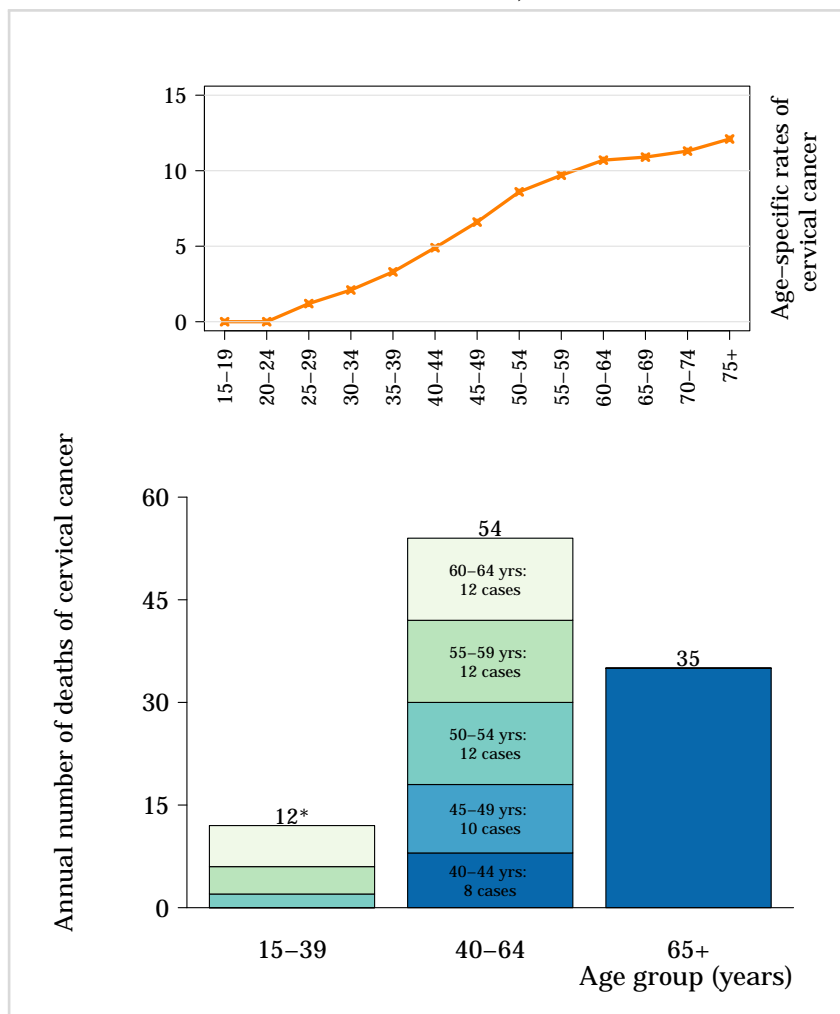 15
10
5
0
15–19
20–24
25–29
30–34
35–39
40–44
45–49
50–54
55–59
60–64
65–69
70–74
75+
Age–specific rates of
cervical cancer
Annual number of deaths of cervical cancer
60
45
30
15
0
12*
54
60–64 yrs:
12 cases
55–59 yrs:
12 cases
50–54 yrs:
12 cases
45–49 yrs:
10 cases
40–44 yrs:
8 cases
35
15–39
40–64
65+
Age group (years)